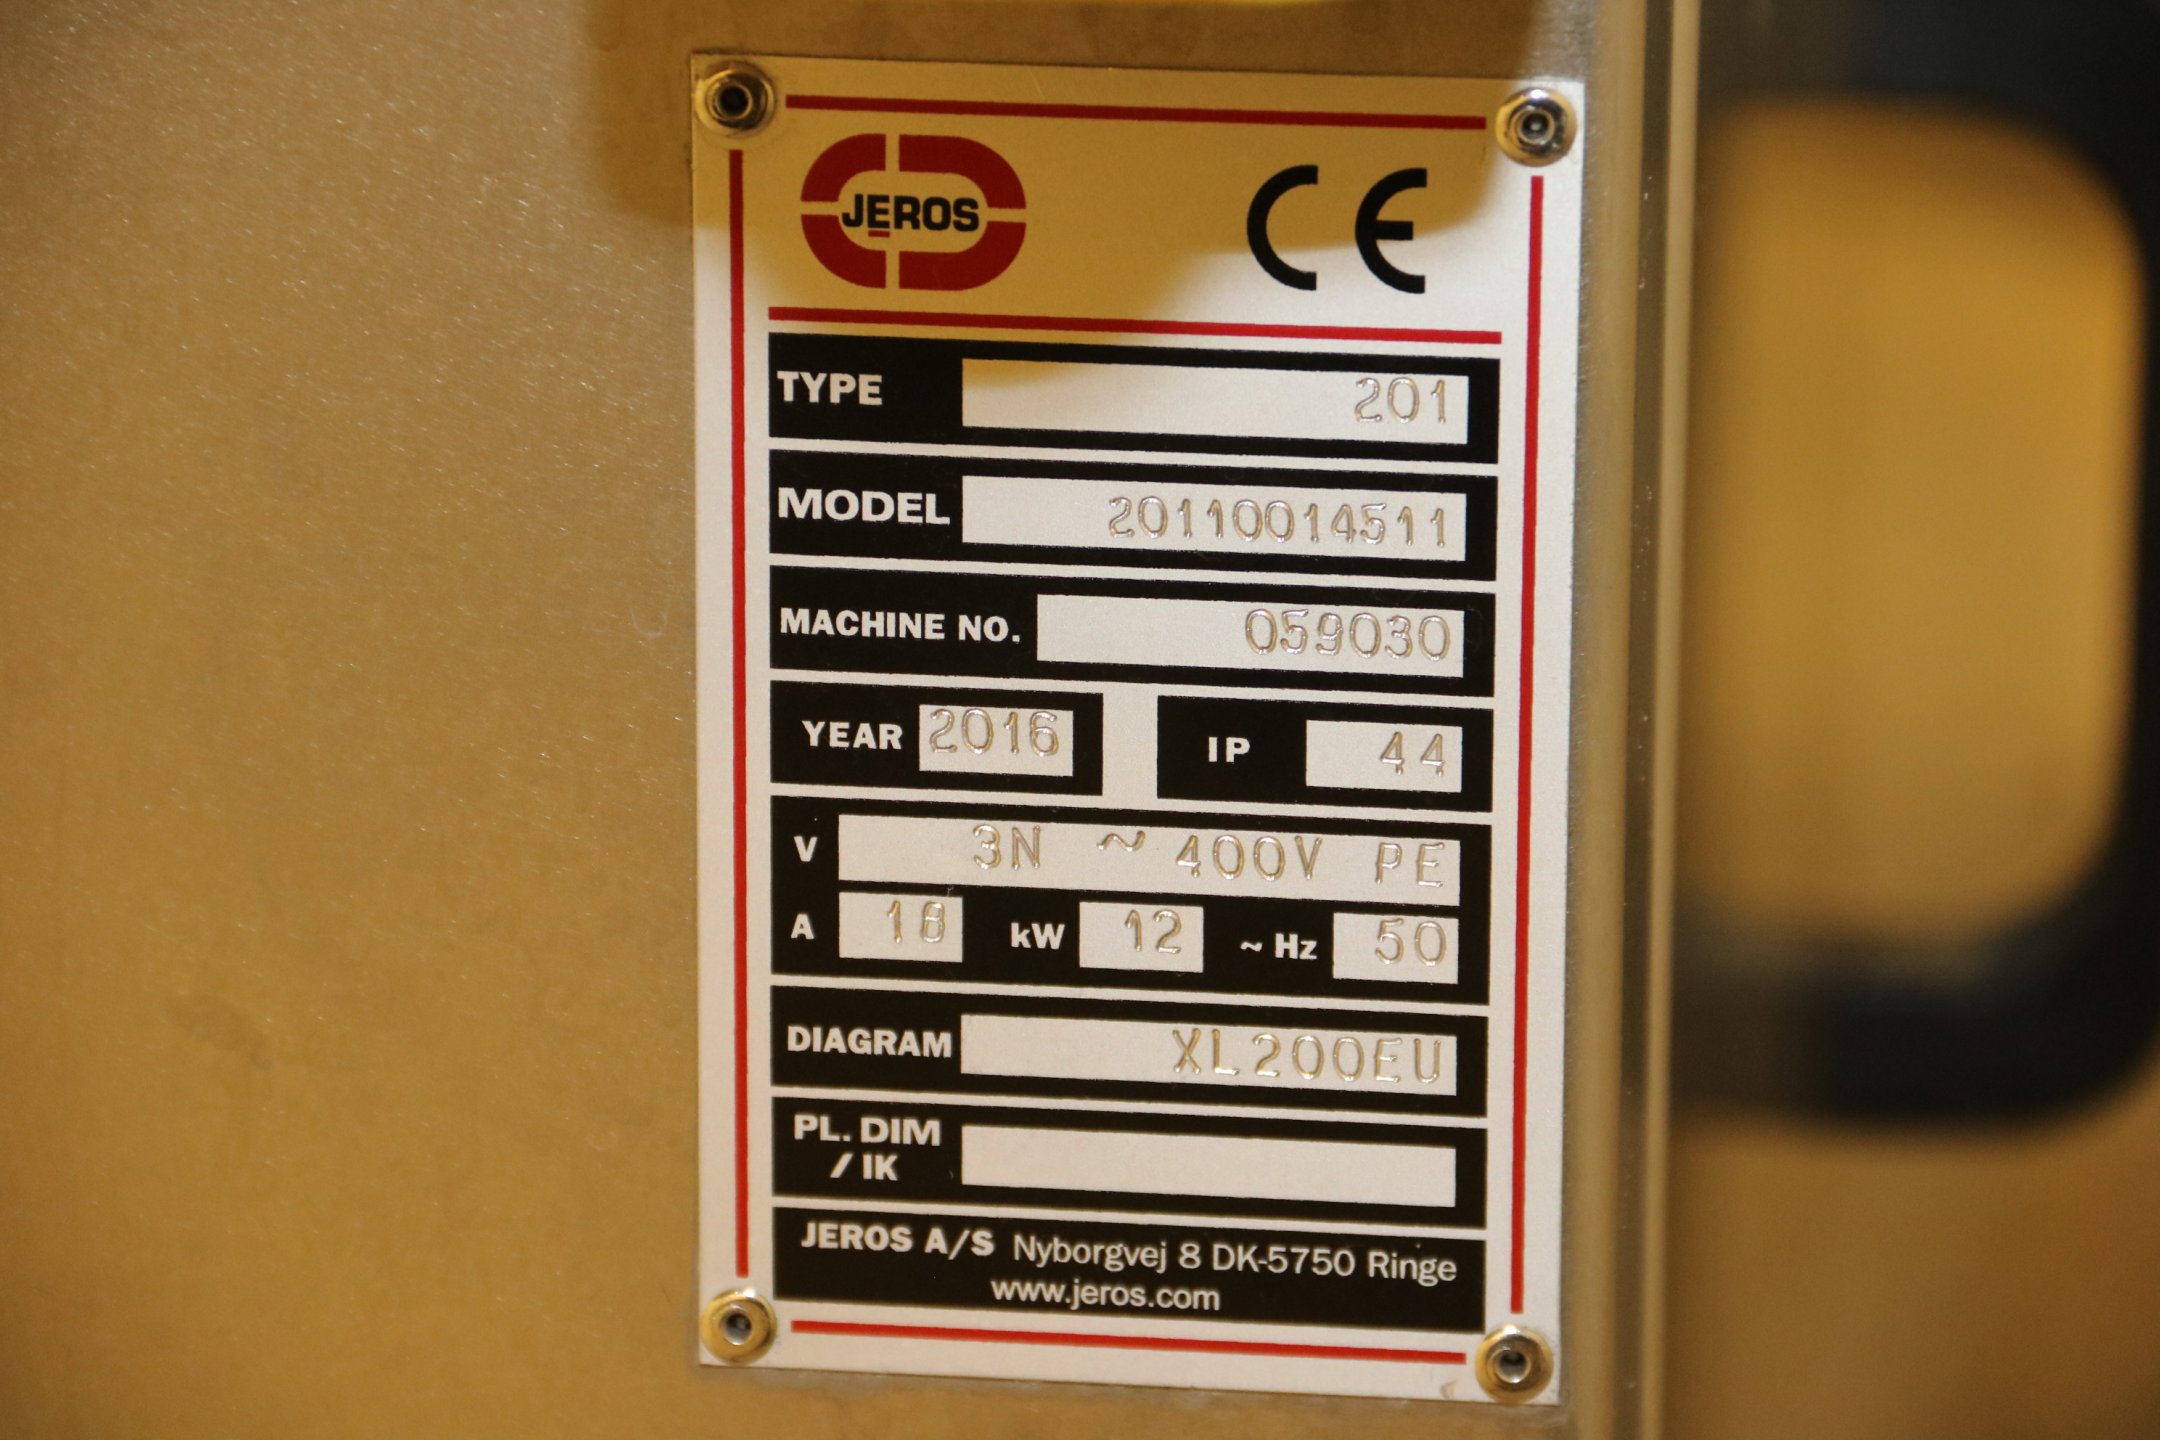 JEROS
CE
TYPE 201
MODEL 20110014511
MACHINE NO. 059030
YEAR 2016 IP 44
V 3N ~ 400V PE
A 18 kW 12 ~ Hz 50
DIAGRAM XL200EU
PL. DIM
/ IK
JEROS A/S Nyborgvej 8 DK-5750 Ringe
www.jeros.com